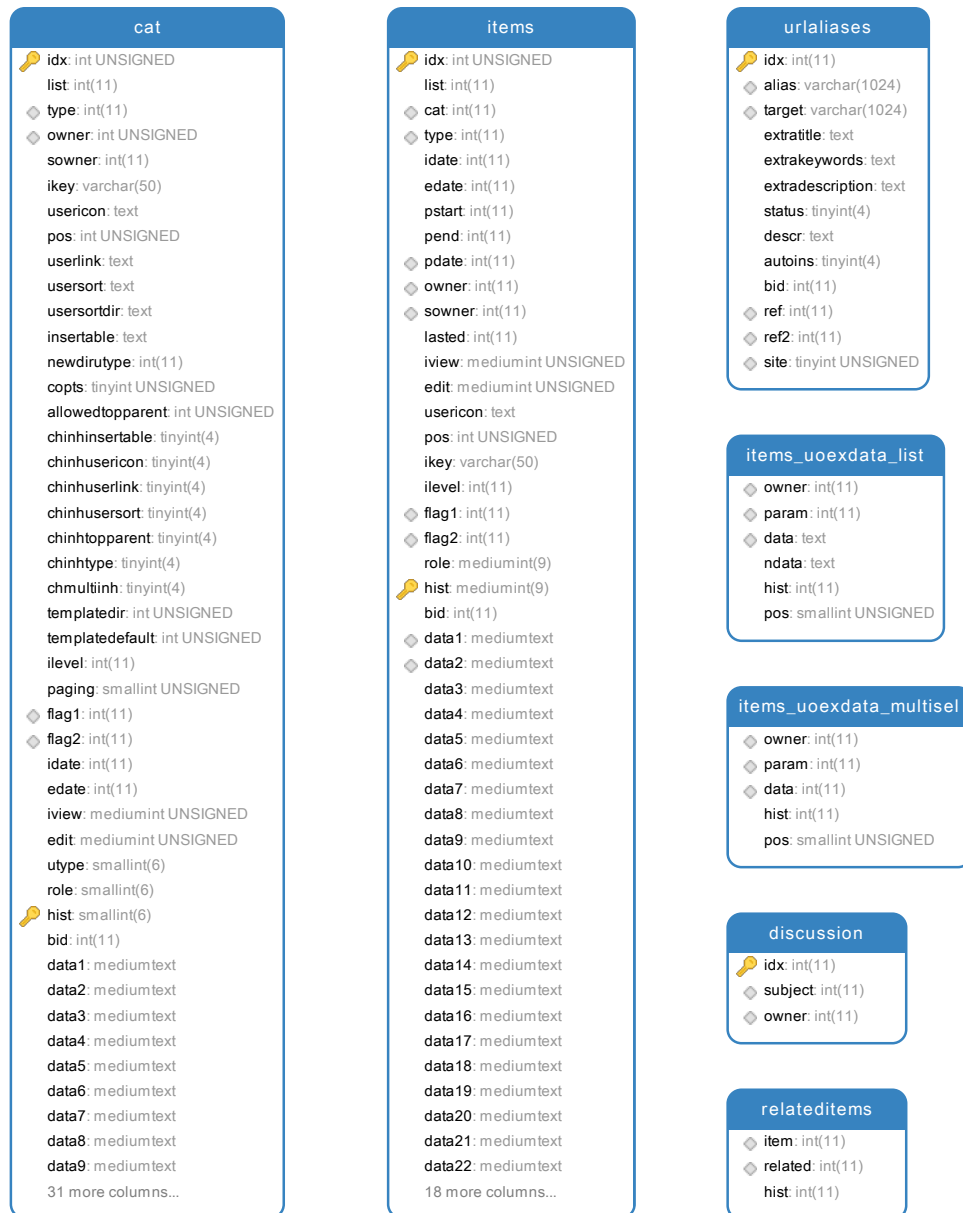 cat
idx: int UNSIGNED
list: int(11)
type: int(11)
owner: int UNSIGNED
sowner: int(11)
ikey: varchar(50)
usericon: text
pos: int UNSIGNED
userlink: text
usersort: text
usersortdir: text
insertable: text
newdirutype: int(11)
copts: tinyint UNSIGNED
allowedtopparent: int UNSIGNED
chinhinsertable: tinyint(4)
chinhusericon: tinyint(4)
chinhuserlink: tinyint(4)
chinhusersort: tinyint(4)
chinhtopparent: tinyint(4)
chinhtype: tinyint(4)
chmultiinh: tinyint(4)
templatedir: int UNSIGNED
templatedefault: int UNSIGNED
ilevel: int(11)
paging: smallint UNSIGNED
flag1: int(11)
flag2: int(11)
idate: int(11)
edate: int(11)
iview: mediumint UNSIGNED
edit: mediumint UNSIGNED
utype: smallint(6)
role: smallint(6)
hist: smallint(6)
bid: int(11)
data1: mediumtext
data2: mediumtext
data3: mediumtext
data4: mediumtext
data5: mediumtext
data6: mediumtext
data7: mediumtext
data8: mediumtext
data9: mediumtext
31 more columns...
items
idx: int UNSIGNED
list: int(11)
cat: int(11)
type: int(11)
idate: int(11)
edate: int(11)
pstart: int(11)
pend: int(11)
pdate: int(11)
owner: int(11)
sowner: int(11)
lasted: int(11)
iview: mediumint UNSIGNED
edit: mediumint UNSIGNED
usericon: text
pos: int UNSIGNED
ikey: varchar(50)
ilevel: int(11)
flag1: int(11)
flag2: int(11)
role: mediumint(9)
hist: mediumint(9)
bid: int(11)
data1: mediumtext
data2: mediumtext
data3: mediumtext
data4: mediumtext
data5: mediumtext
data6: mediumtext
data7: mediumtext
data8: mediumtext
data9: mediumtext
data10: mediumtext
data11: mediumtext
data12: mediumtext
data13: mediumtext
data14: mediumtext
data15: mediumtext
data16: mediumtext
data17: mediumtext
data18: mediumtext
data19: mediumtext
data20: mediumtext
data21: mediumtext
data22: mediumtext
18 more columns...
urlaliases
idx: int(11)
alias: varchar(1024)
target: varchar(1024)
extratitle: text
extrakeywords: text
extradescription: text
status: tinyint(4)
descr: text
autoins: tinyint(4)
bid: int(11)
ref: int(11)
ref2: int(11)
site: tinyint UNSIGNED
items_uoexdata_list
owner: int(11)
param: int(11)
data: text
ndata: text
hist: int(11)
pos: smallint UNSIGNED
items_uoexdata_multisel
owner: int(11)
param: int(11)
data: int(11)
hist: int(11)
pos: smallint UNSIGNED
discussion
idx: int(11)
subject: int(11)
owner: int(11)
relateditems
item: int(11)
related: int(11)
hist: int(11)